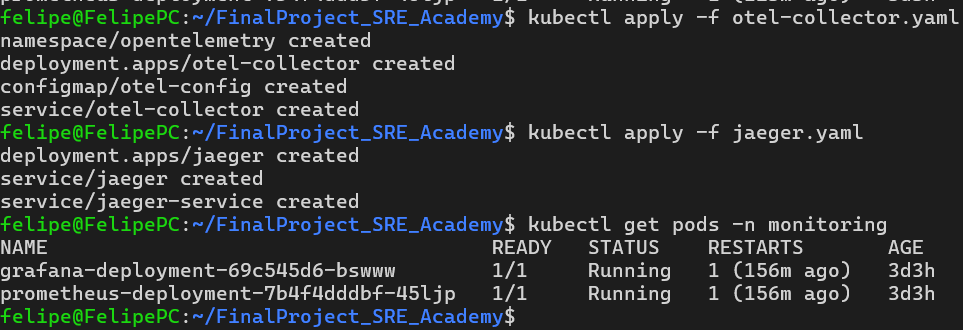 felipe@FelipePC:~/FinalProject_SRE_Academy$ kubectl apply -f otel-collector.yaml
namespace/opentelemetry created
deployment.apps/otel-collector created
configmap/otel-config created
service/otel-collector created
felipe@FelipePC:~/FinalProject_SRE_Academy$ kubectl apply -f jaeger.yaml
deployment.apps/jaeger created
service/jaeger created
service/jaeger-service created
felipe@FelipePC:~/FinalProject_SRE_Academy$ kubectl get pods -n monitoring
NAME READY STATUS RESTARTS AGE
grafana-deployment-69c545d6-bswww 1/1 Running 1 (156m ago) 3d3h
prometheus-deployment-7b4f4dddbf-45ljp 1/1 Running 1 (156m ago) 3d3h
felipe@FelipePC:~/FinalProject_SRE_Academy$